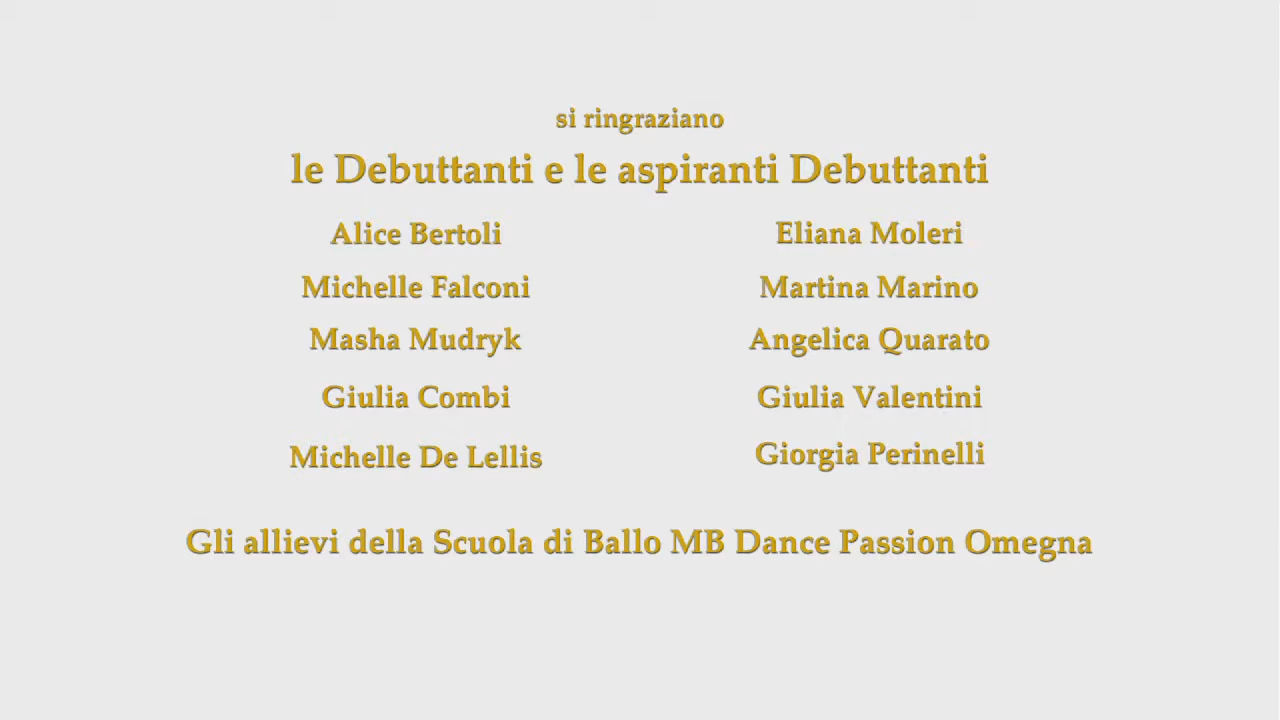 si ringraziano
le Debuttanti e le aspiranti Debuttanti
Alice Bertoli
Eliana Moleri
Michelle Falconi
Martina Marino
Masha Mudryk
Angelica Quarato
Giulia Combi
Giulia Valentini
Michelle De Lellis
Giorgia Perinelli
Gli allievi della Scuola di Ballo MB Dance Passion Omegna